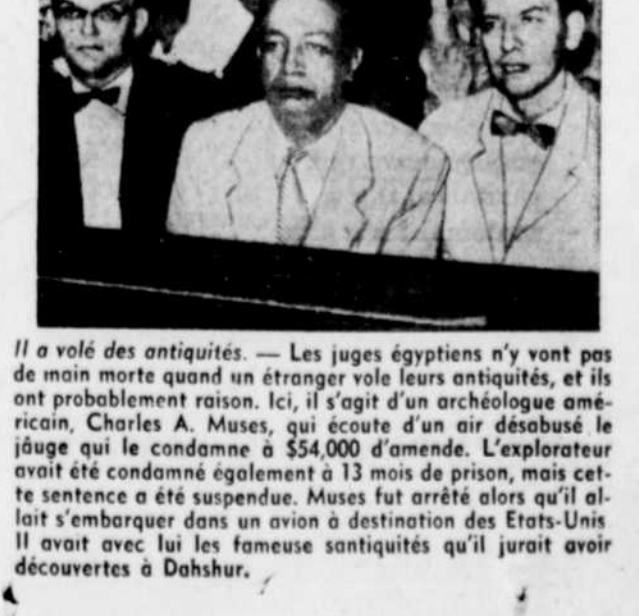 Il a volé des antiquités. — Les juges égyptiens n'y vont pas
de main morte quand un étranger vole leurs antiquités, et ils
ont probablement raison. Ici, il s'agit d'un archéologue amé-
ricain, Charles A. Muses, qui écoute d'un air désabusé le
jâuge qui le condamne à $54,000 d'amende. L'explorateur
avait été condamné également à 13 mois de prison, mais cet-
te sentence a été suspendue. Muses fut arrêté alors qu'il al-
lait s'embarquer dans un avion à destination des Etats-Unis
Il avait avec lui les fameuse santiquités qu'il jurait avoir
découvertes à Dahshur.